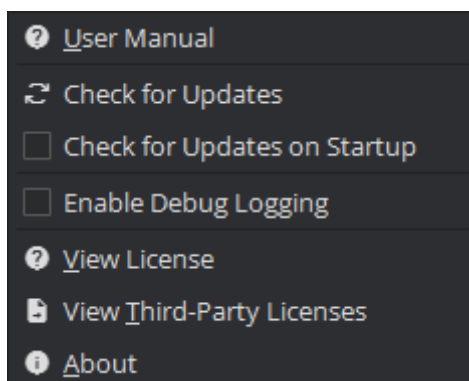 User Manual
Check for Updates
Check for Updates on Startup
Enable Debug Logging
View License
View Third-Party Licenses
About